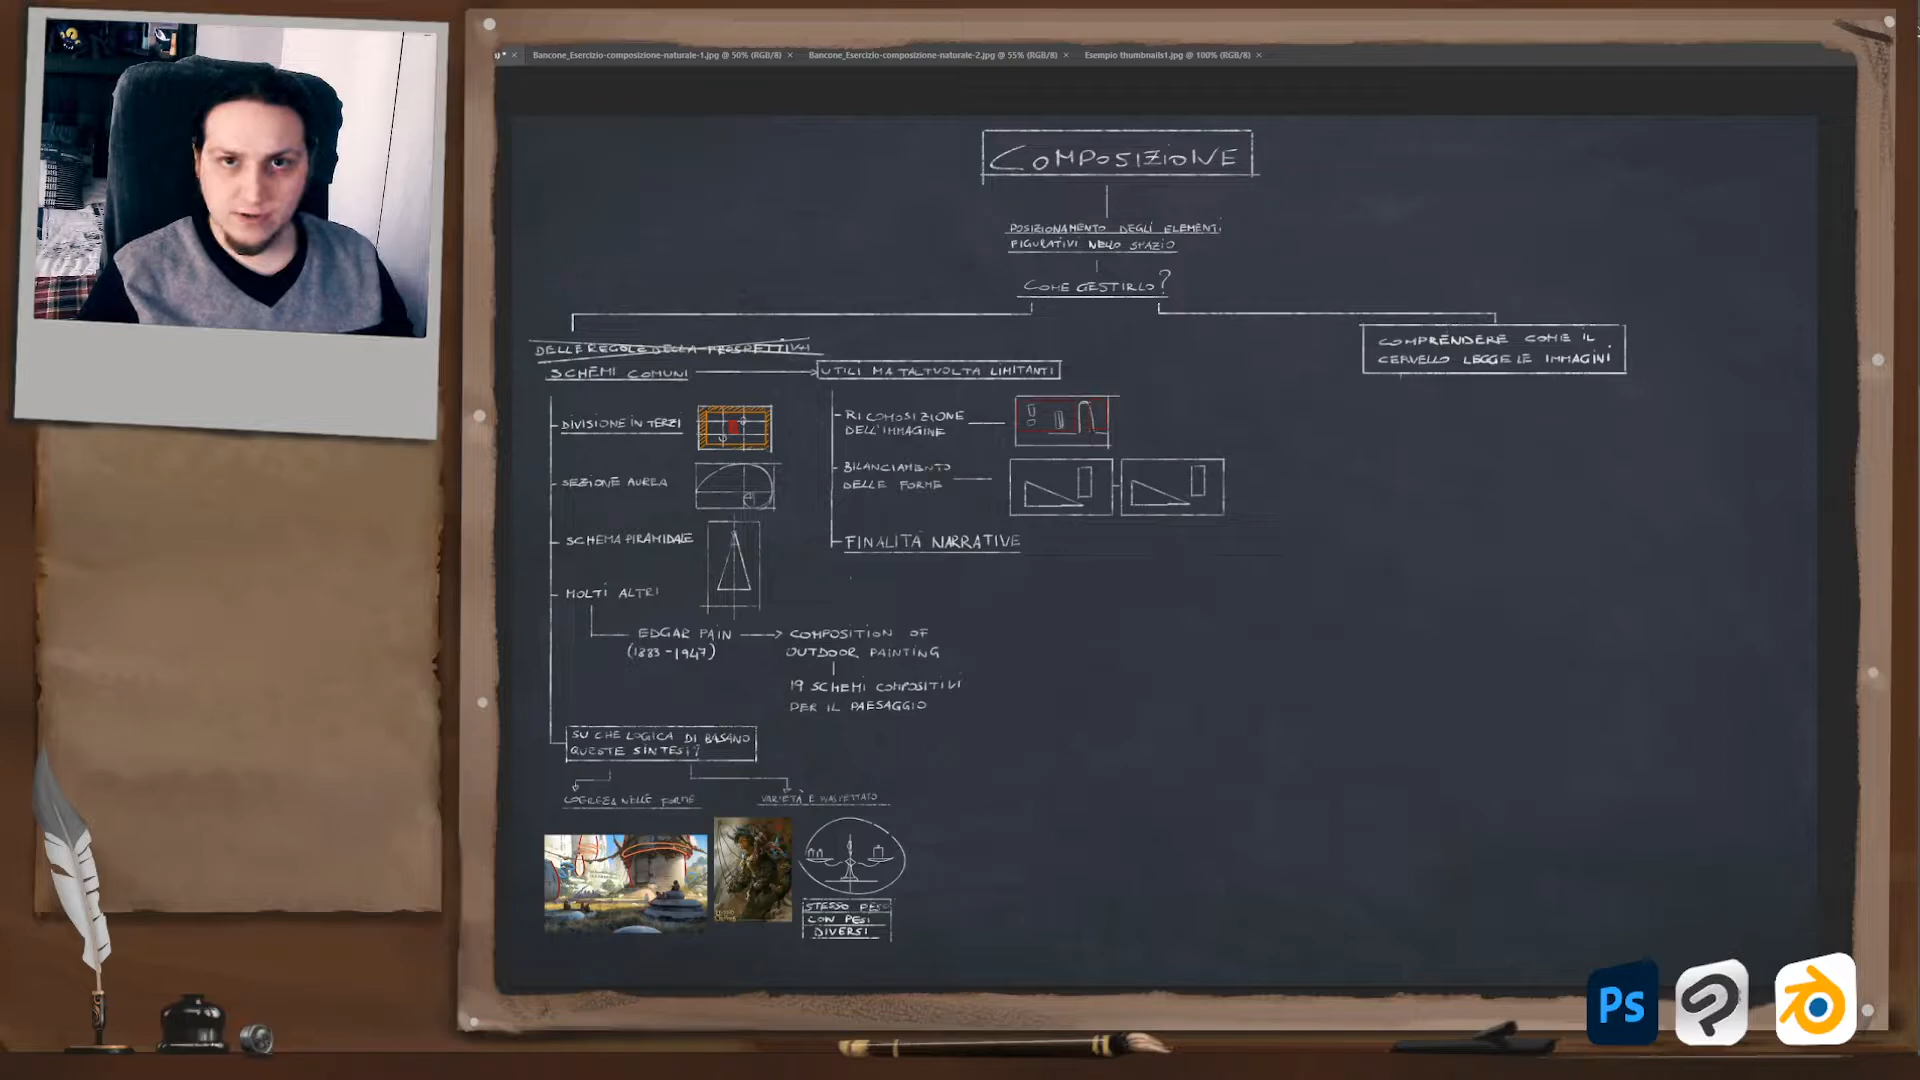 Bancone_Esercizio-composizione-naturale-1.jpg @ 50% (RGB/8) ×
Bancone_Esercizio-composizione-naturale-2.jpg @ 55% (RGB/8) ×
Esempio thumbnails1.jpg @ 100% (RGB/8) ×
COMPOSIZIONE
POSIZIONAMENTO DEGLI ELEMENTI
FIGURATIVI NELLO SPAZIO
COME GESTIRLO?
DELLE REGOLE DELLA PROSPETTIVA
SCHEMI COMUNI
UTILI MA TALVOLTA LIMITANTI
COMPRENDERE COME IL
CERVELLO LEGGE LE IMMAGINI
DIVISIONE IN TERZI
SEZIONE AUREA
SCHEMA PIRAMIDALE
MOLTI ALTRI
EDGAR PAIN
(1883-1947)
COMPOSITION OF
OUTDOOR PAINTING
19 SCHEMI COMPOSITIVI
PER IL PAESAGGIO
RICOMPOSIZIONE
DELL'IMMAGINE
BILANCIAMENTO
DELLE FORME
FINALITÀ NARRATIVE
SU CHE LOGICA DI BASANO
QUESTE SINTESI?
NELLE FORME
VARIETÀ E INASPETTATO
STESSO PESO
CON PESI
DIVERSI
Ps